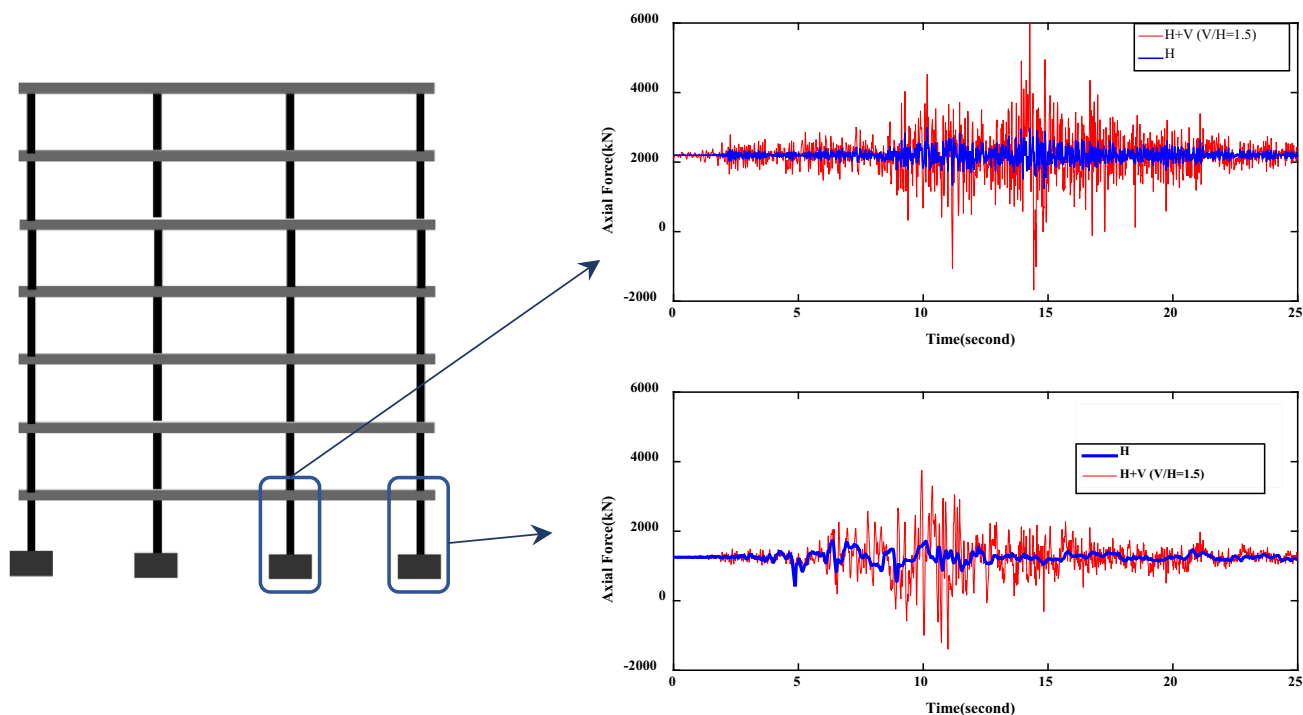 6000
H+V (V/H=1.5)
H
4000
2000
0
-2000
Axial Force(kN)
0 5 10 15 20 25
Time(second)
6000
4000
H
H+V (V/H=1.5)
2000
0
-2000
Axial Force(kN)
0 5 10 15 20 25
Time(second)